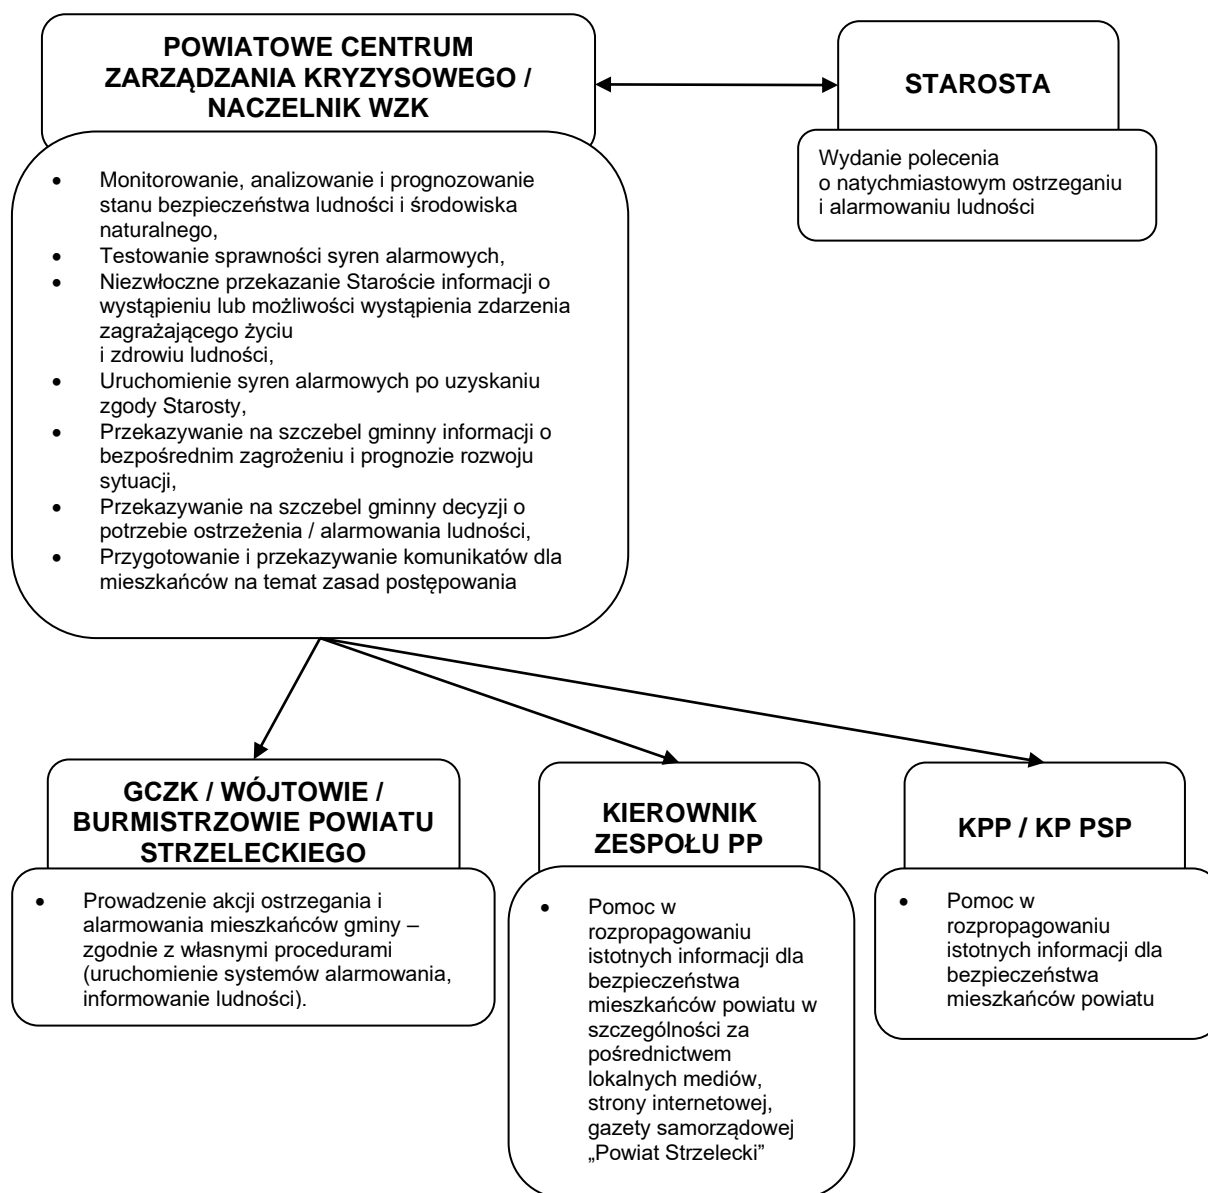 POWIATOWE CENTRUM
ZARZĄDZANIA KRYZYSOWEGO /
NACZELNIK WZK
STAROSTA
Wydanie polecenia
o natychmiastowym ostrzeganiu
i alarmowaniu ludności
• Monitorowanie, analizowanie i prognozowanie
stanu bezpieczeństwa ludności i środowiska
naturalnego,
• Testowanie sprawności syren alarmowych,
• Niezwłoczne przekazanie Staroście informacji o
wystąpieniu lub możliwości wystąpienia zdarzenia
zagrażającego życiu
i zdrowiu ludności,
• Uruchomienie syren alarmowych po uzyskaniu
zgody Starosty,
• Przekazywanie na szczebel gminny informacji o
bezpośrednim zagrożeniu i prognozie rozwoju
sytuacji,
• Przekazywanie na szczebel gminny decyzji o
potrzebie ostrzeżenia / alarmowania ludności,
• Przygotowanie i przekazywanie komunikatów dla
mieszkańców na temat zasad postępowania
GCZK / WÓJTOWIE /
BURMISTRZOWIE POWIATU
STRZELECKIEGO
• Prowadzenie akcji ostrzegania i
alarmowania mieszkańców gminy –
zgodnie z własnymi procedurami
(uruchomienie systemów alarmowania,
informowanie ludności).
KIEROWNIK
ZESPOŁU PP
• Pomoc w
rozpropagowaniu
istotnych informacji dla
bezpieczeństwa
mieszkańców powiatu w
szczególności za
pośrednictwem
lokalnych mediów,
strony internetowej,
gazety samorządowej
„Powiat Strzelecki”
KPP / KP PSP
• Pomoc w
rozpropagowaniu
istotnych informacji dla
bezpieczeństwa
mieszkańców powiatu